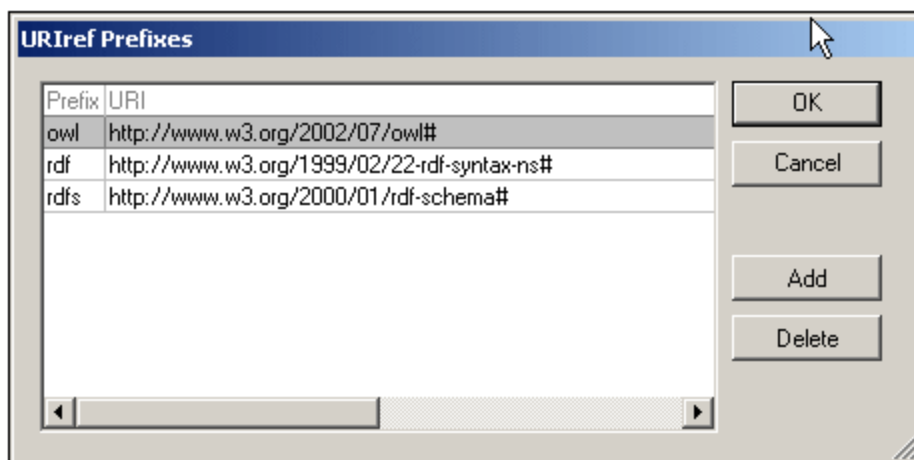 URIref Prefixes
Prefix URI
owl http://www.w3.org/2002/07/owl#
rdf http://www.w3.org/1999/02/22-rdf-syntax-ns#
rdfs http://www.w3.org/2000/01/rdf-schema#
OK
Cancel
Add
Delete